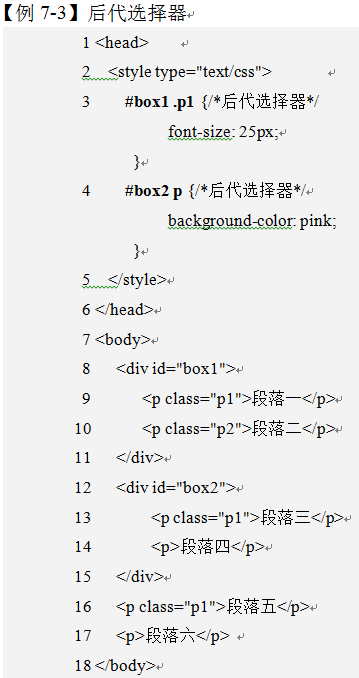 【例 7-3】后代选择器
1 <head>
2 <style type="text/css">
3 #box1 .p1 {/*后代选择器*/
font-size: 25px;
}
4 #box2 p {/*后代选择器*/
background-color: pink;
}
5 </style>
6 </head>
7 <body>
8 <div id="box1">
9 <p class="p1">段落一</p>
10 <p class="p2">段落二</p>
11 </div>
12 <div id="box2">
13 <p class="p1">段落三</p>
14 <p>段落四</p>
15 </div>
16 <p class="p1">段落五</p>
17 <p>段落六</p>
18 </body>